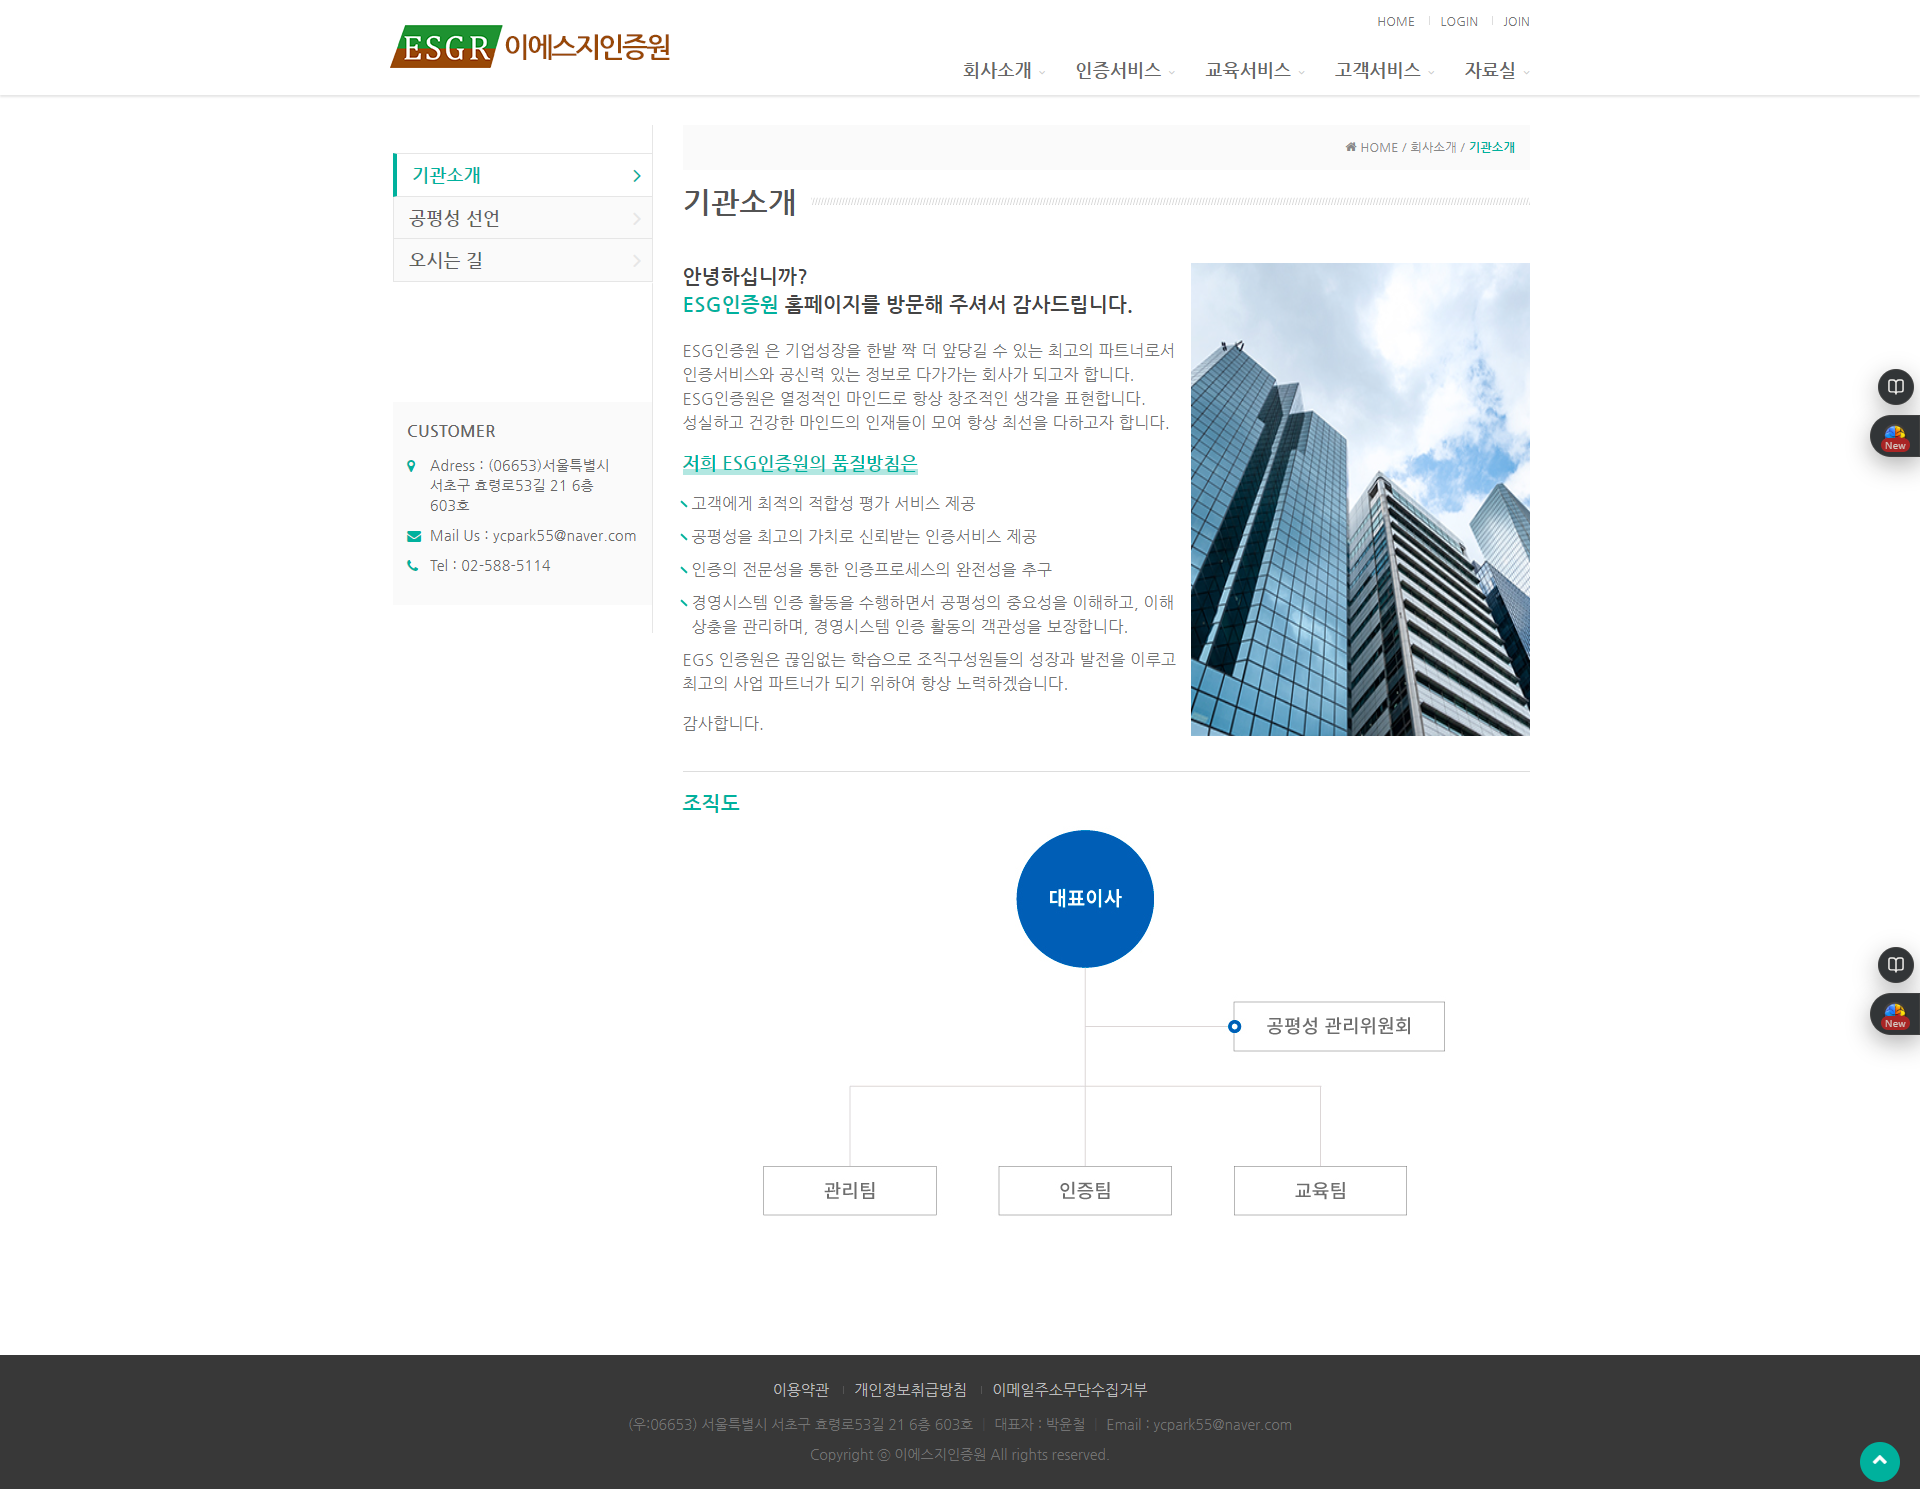 HOME
LOGIN
JOIN
ESGR 이에스지인증원
회사소개
인증서비스
교육서비스
고객서비스
자료실
기관소개
공평성 선언
오시는 길
CUSTOMER
Adress : (06653)서울특별시
서초구 효령로53길 21 6층
603호
Mail Us : ycpark55@naver.com
Tel : 02-588-5114
HOME / 회사소개 / 기관소개
기관소개
안녕하십니까?
ESG인증원 홈페이지를 방문해 주셔서 감사드립니다.
ESG인증원 은 기업성장을 한발 짝 더 앞당길 수 있는 최고의 파트너로서
인증서비스와 공신력 있는 정보로 다가가는 회사가 되고자 합니다.
ESG인증원은 열정적인 마인드로 항상 창조적인 생각을 표현합니다.
성실하고 건강한 마인드의 인재들이 모여 항상 최선을 다하고자 합니다.
저희 ESG인증원의 품질방침은
고객에게 최적의 적합성 평가 서비스 제공
공평성을 최고의 가치로 신뢰받는 인증서비스 제공
인증의 전문성을 통한 인증프로세스의 완전성을 추구
경영시스템 인증 활동을 수행하면서 공평성의 중요성을 이해하고, 이해
상충을 관리하며, 경영시스템 인증 활동의 객관성을 보장합니다.
EGS 인증원은 끊임없는 학습으로 조직구성원들의 성장과 발전을 이루고
최고의 사업 파트너가 되기 위하여 항상 노력하겠습니다.
감사합니다.
조직도
대표이사
공평성 관리위원회
관리팀
인증팀
교육팀
New
New
이용약관
개인정보취급방침
이메일주소무단수집거부
(우:06653) 서울특별시 서초구 효령로53길 21 6층 603호 | 대표자 : 박윤철 | Email : ycpark55@naver.com
Copyright ⓒ 이에스지인증원 All rights reserved.